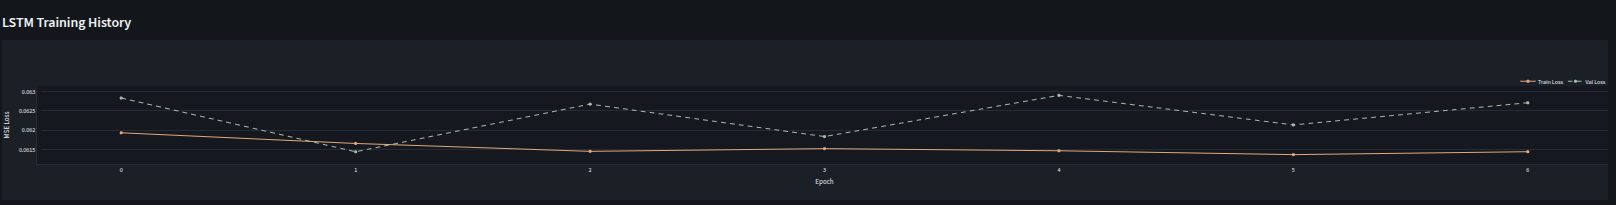 LSTM Training History
Train Loss Val Loss
0.063
0.0625
0.062
0.0615
MSE Loss
0 1 2 3 4 5 6
Epoch